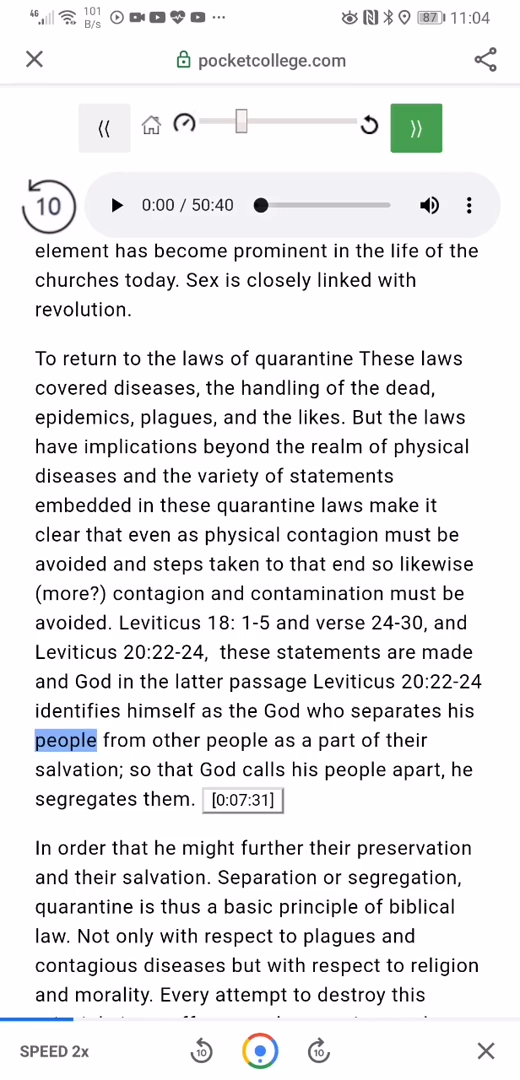 46 101 B/s 87 11:04
pocketcollege.com
⟨⟨ ⟩⟩
10 0:00 / 50:40
element has become prominent in the life of the
churches today. Sex is closely linked with
revolution.
To return to the laws of quarantine These laws
covered diseases, the handling of the dead,
epidemics, plagues, and the likes. But the laws
have implications beyond the realm of physical
diseases and the variety of statements
embedded in these quarantine laws make it
clear that even as physical contagion must be
avoided and steps taken to that end so likewise
(more?) contagion and contamination must be
avoided. Leviticus 18: 1-5 and verse 24-30, and
Leviticus 20:22-24, these statements are made
and God in the latter passage Leviticus 20:22-24
identifies himself as the God who separates his
people from other people as a part of their
salvation; so that God calls his people apart, he
segregates them. [0:07:31]
In order that he might further their preservation
and their salvation. Separation or segregation,
quarantine is thus a basic principle of biblical
law. Not only with respect to plagues and
contagious diseases but with respect to religion
and morality. Every attempt to destroy this
SPEED 2x 10 10